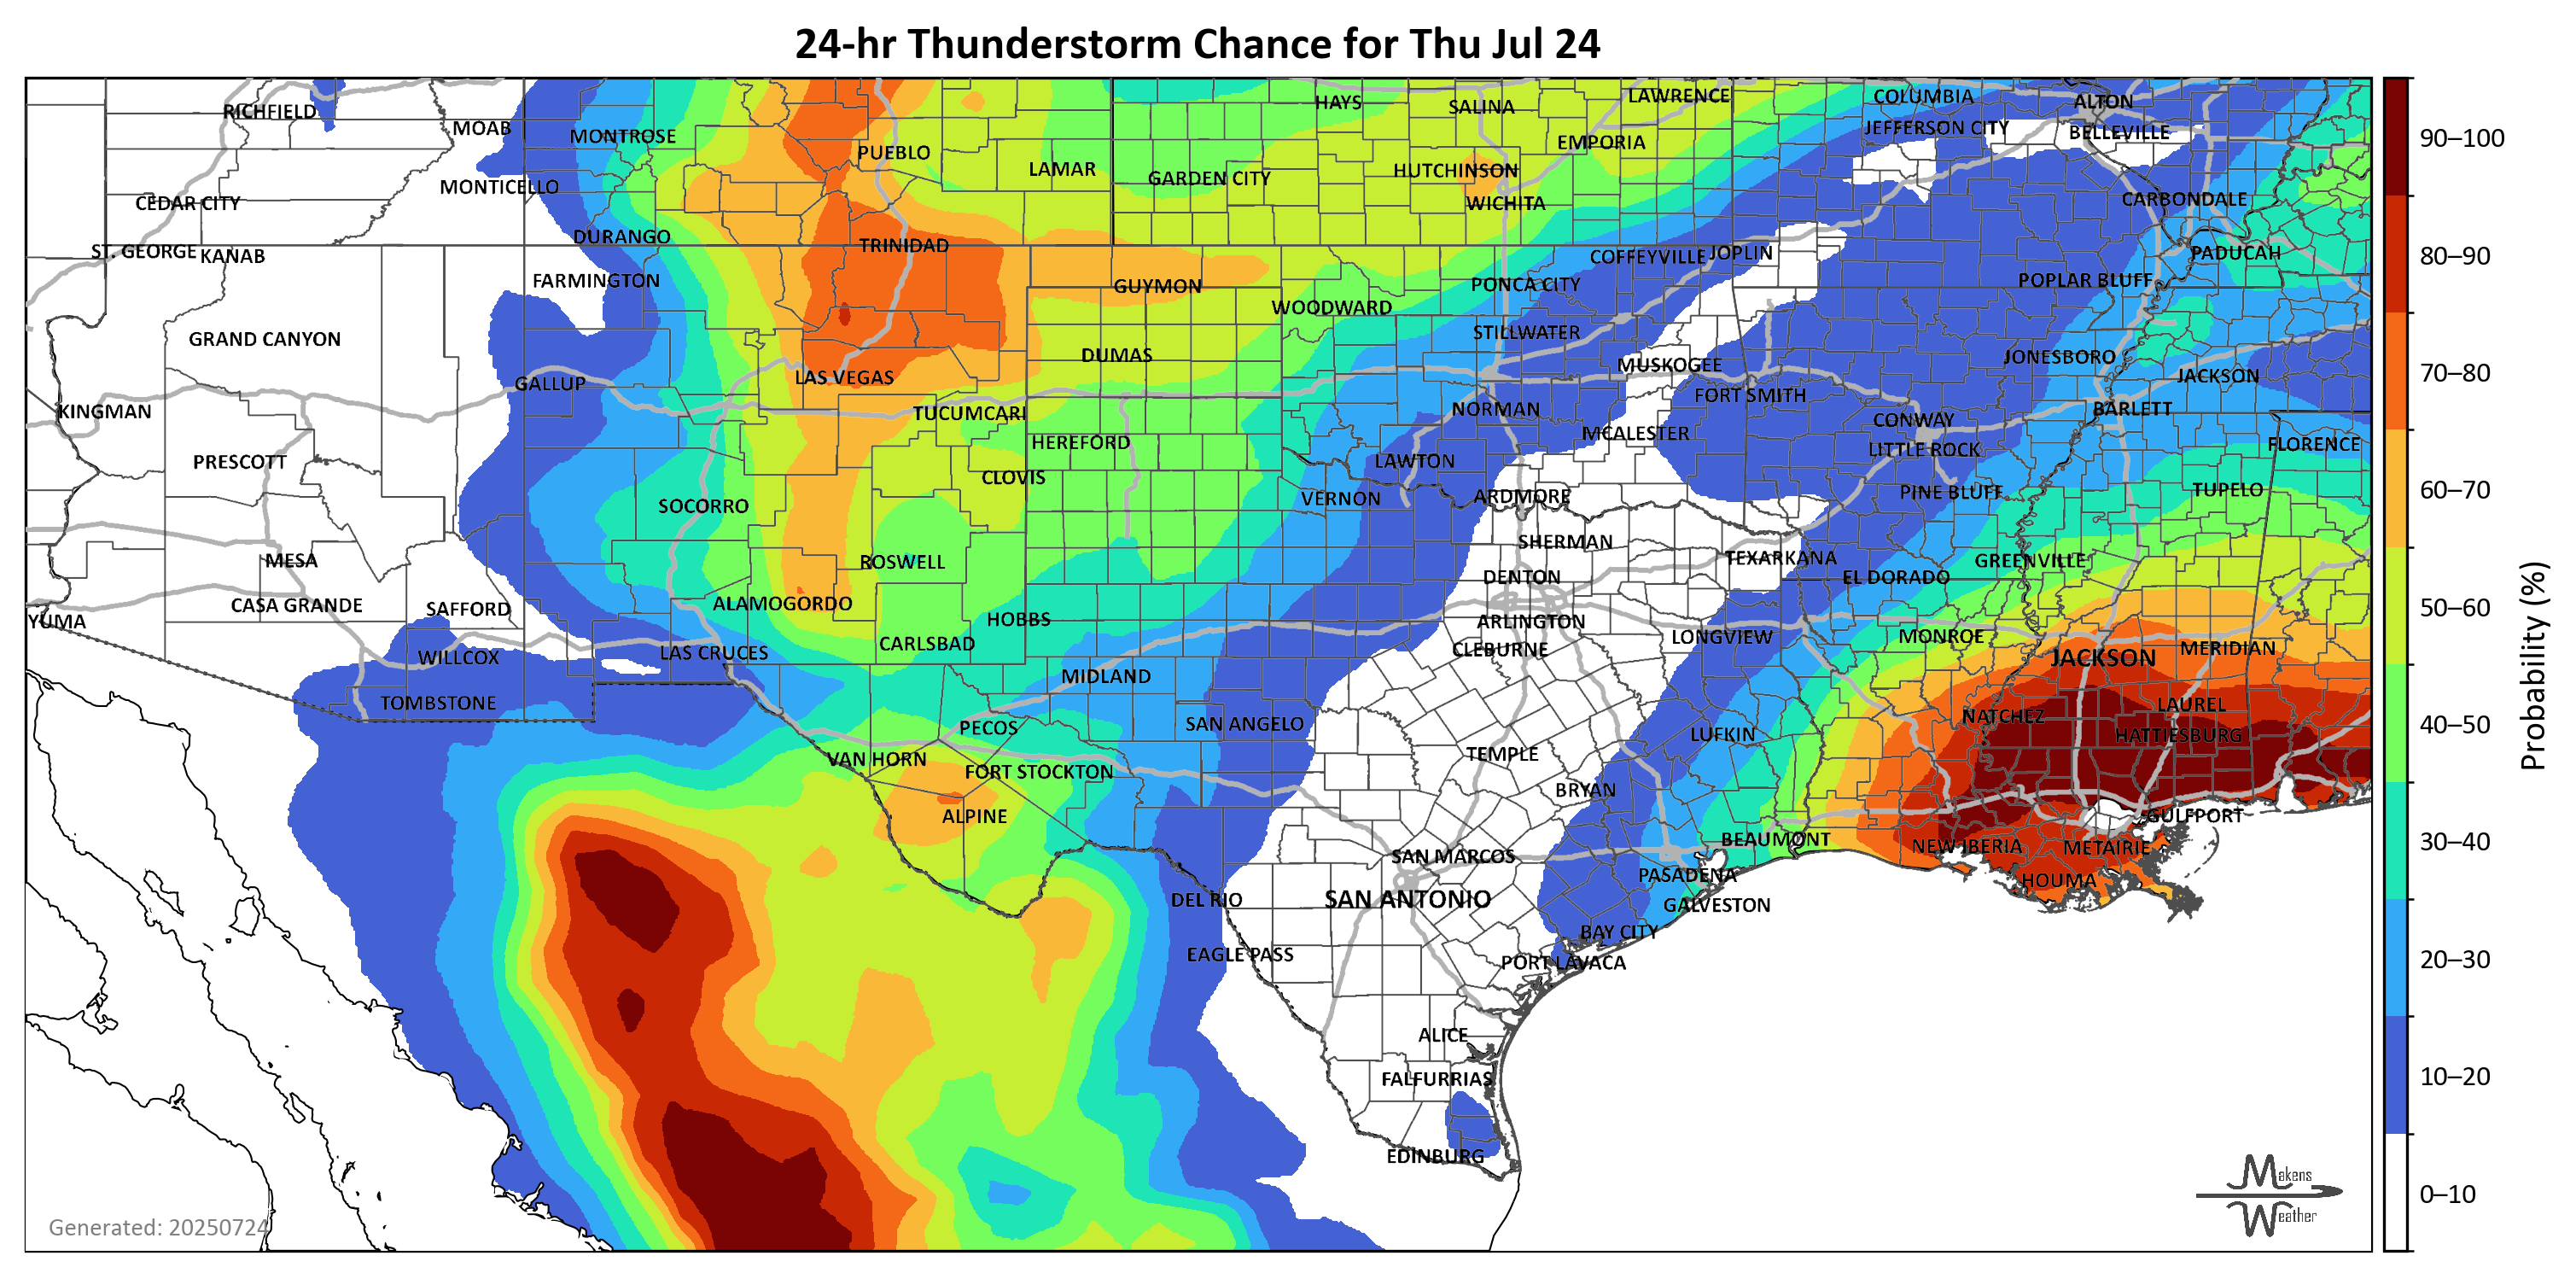 24-hr Thunderstorm Chance for Thu Jul 24
RICHFIELD
MOAB
MONTROSE
PUEBLO
LAMAR
HAYS
SALINA
LAWRENCE
COLUMBIA
ALTON
JEFFERSON CITY
BELLEVILLE
EMPORIA
HUTCHINSON
GARDEN CITY
MONTICELLO
CEDAR CITY
WICHITA
CARBONDALE
DURANGO
TRINIDAD
ST. GEORGE
KANAB
COFFEYVILLE
JOPLIN
PADUCAH
FARMINGTON
GUYMON
PONCA CITY
POPLAR BLUFF
WOODWARD
GRAND CANYON
STILLWATER
DUMAS
MUSKOGEE
JONESBORO
GALLUP
LAS VEGAS
JACKSON
FORT SMITH
KINGMAN
TUCUMCARI
NORMAN
BARLETT
CONWAY
HEREFORD
MCALESTER
LITTLE ROCK
FLORENCE
PRESCOTT
CLOVIS
LAWTON
SOCORRO
VERNON
ARDMORE
PINE BLUFF
TUPELO
MESA
ROSWELL
SHERMAN
TEXARKANA
GREENVILLE
DENTON
EL DORADO
CASA GRANDE
SAFFORD
ALAMOGORDO
YUMA
HOBBS
ARLINGTON
WILLCOX
LAS CRUCES
CARLSBAD
CLEBURNE
LONGVIEW
MONROE
JACKSON
MERIDIAN
TOMBSTONE
MIDLAND
PECOS
SAN ANGELO
NATCHEZ
LAUREL
LUFKIN
HATTIESBURG
VAN HORN
FORT STOCKTON
TEMPLE
BRYAN
ALPINE
GULFPORT
BEAUMONT
NEW IBERIA
METAIRIE
SAN MARCOS
PASADENA
HOUMA
DEL RIO
SAN ANTONIO
GALVESTON
BAY CITY
EAGLE PASS
PORT LAVACA
ALICE
FALFURRIAS
EDINBURG
Generated: 20250724
Makens
Weather
90–100
80–90
70–80
60–70
50–60
40–50
30–40
20–30
10–20
0–10
Probability (%)